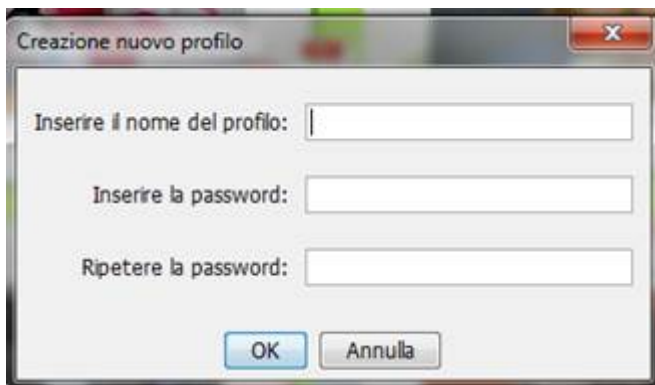 Creazione nuovo profilo
Inserire il nome del profilo:
Inserire la password:
Ripetere la password:
OK Annulla